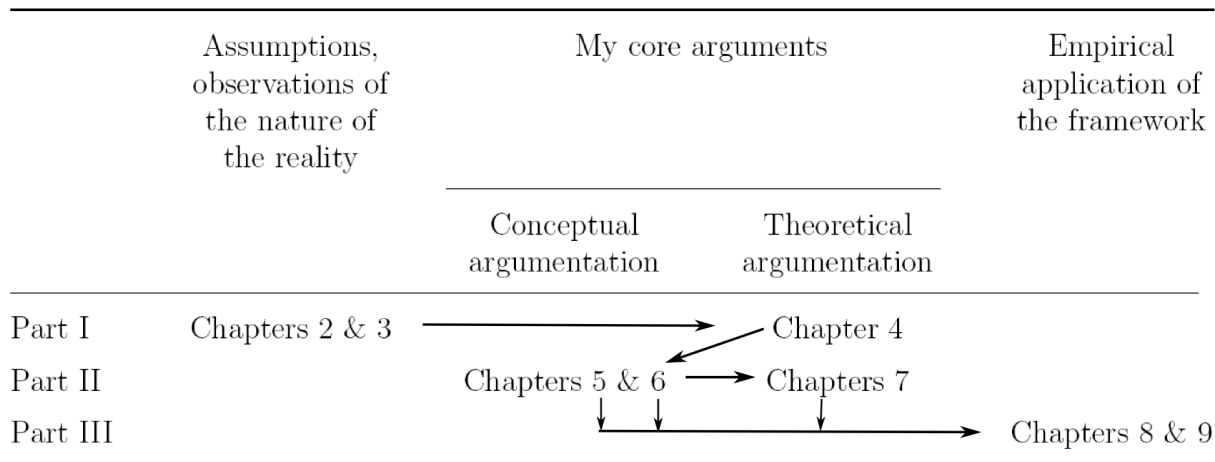 Assumptions, My core arguments Empirical
observations of application of
the nature of the framework
the reality
Conceptual Theoretical
argumentation argumentation
Part I Chapters 2 & 3 Chapter 4
Part II Chapters 5 & 6 Chapters 7
Part III Chapters 8 & 9